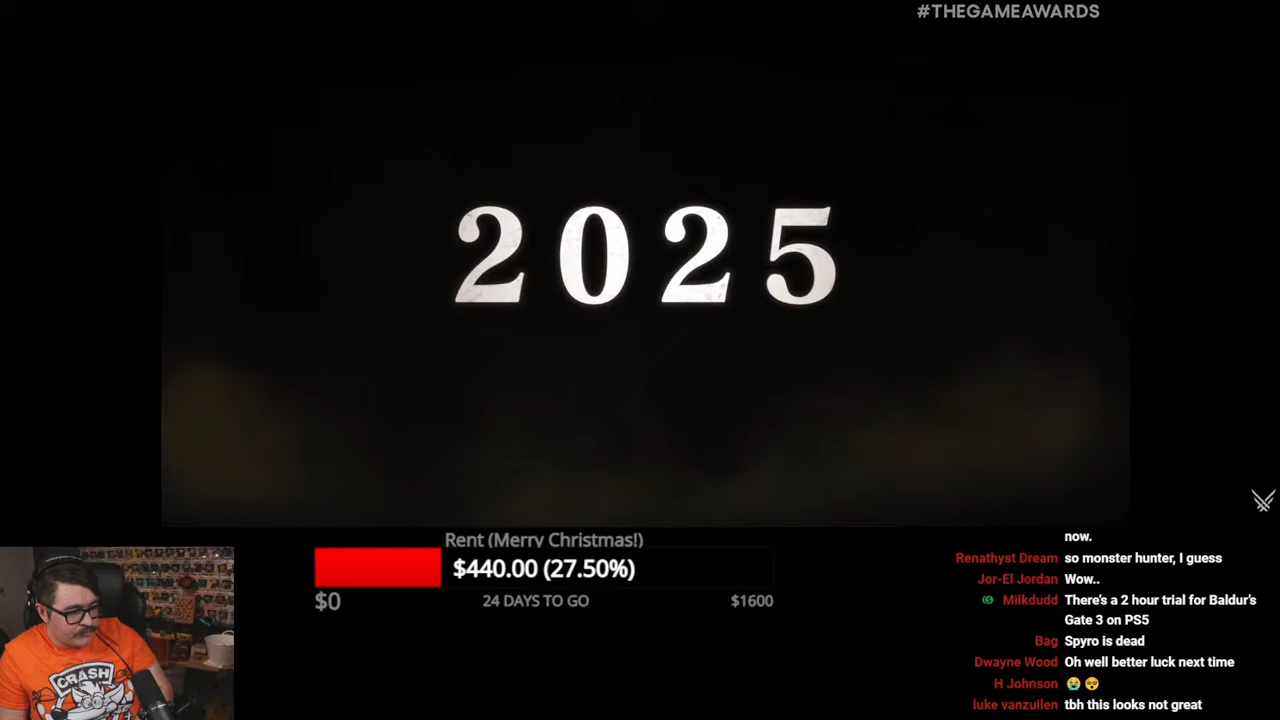 #THEGAMEAWARDS
2025
Rent (Merry Christmas!)
$440.00 (27.50%)
$0 24 DAYS TO GO $1600
now.
Renathyst Dream so monster hunter, I guess
Jor-El Jordan Wow..
Milkdudd There's a 2 hour trial for Baldur's
Gate 3 on PS5
Bag Spyro is dead
Dwayne Wood Oh well better luck next time
H Johnson 😭 😵
luke vanzuilen tbh this looks not great
CRASH